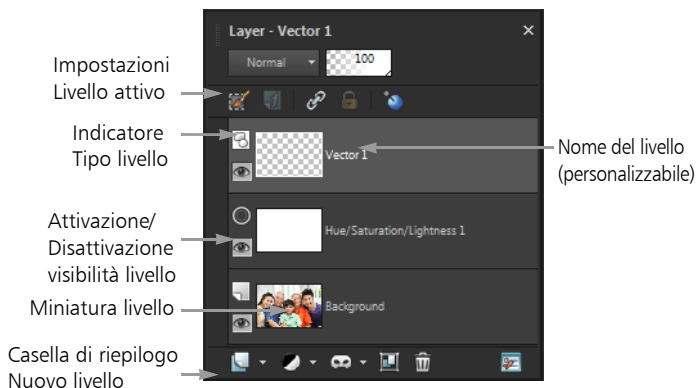 Layer - Vector 1
Normal
100
Impostazioni
Livello attivo
Indicatore
Tipo livello
Vector 1
Nome del livello
(personalizzabile)
Attivazione/
Disattivazione
visibilità livello
Hue/Saturation/Lightness 1
Miniatura livello
Background
Casella di riepilogo
Nuovo livello